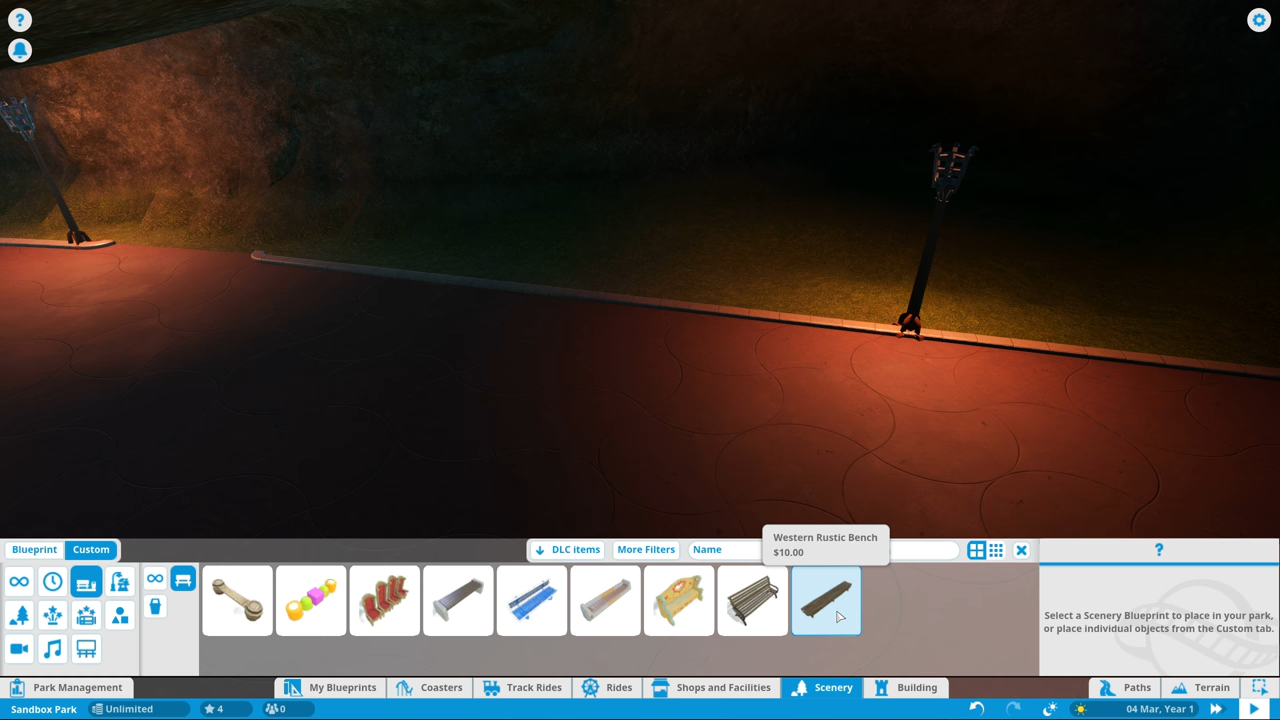 ?
Western Rustic Bench
$10.00
Blueprint
Custom
DLC items
More Filters
Name
?
Select a Scenery Blueprint to place in your park,
or place individual objects from the Custom tab.
Park Management
My Blueprints
Coasters
Track Rides
Rides
Shops and Facilities
Scenery
Building
Paths
Terrain
Sandbox Park
Unlimited
4
0
04 Mar, Year 1